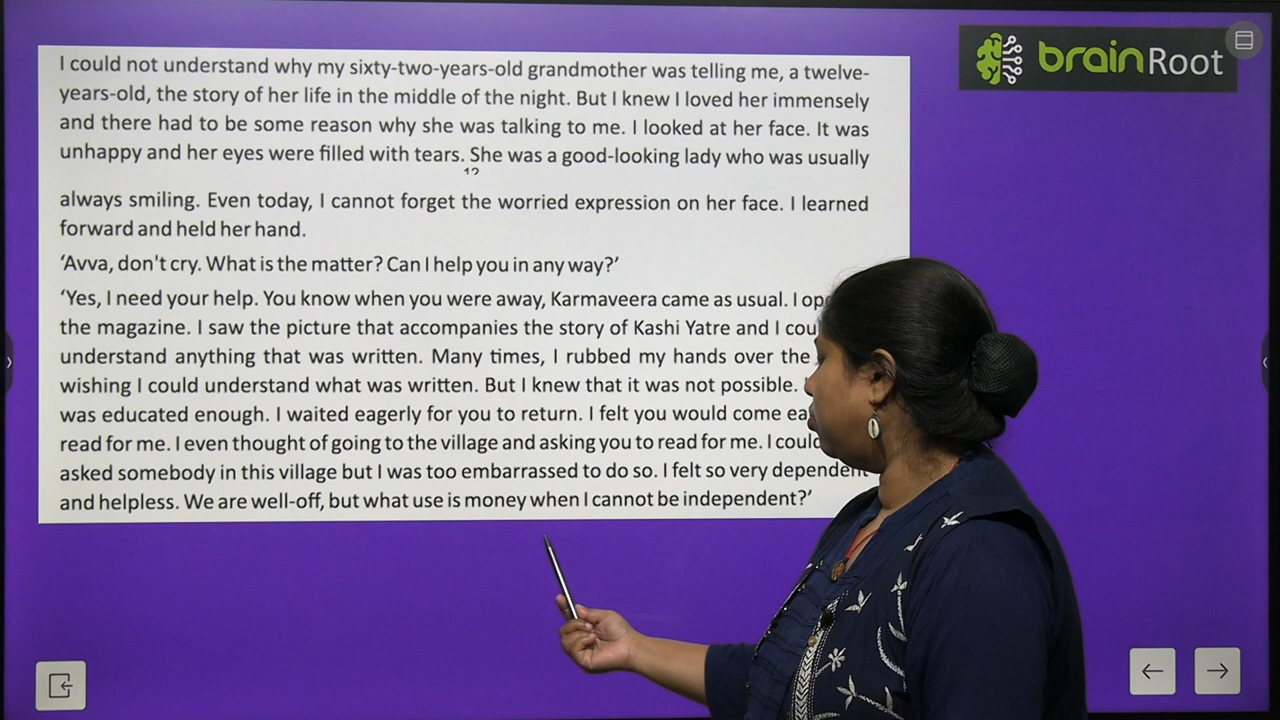 brainRoot
I could not understand why my sixty-two-years-old grandmother was telling me, a twelve-
years-old, the story of her life in the middle of the night. But I knew I loved her immensely
and there had to be some reason why she was talking to me. I looked at her face. It was
unhappy and her eyes were filled with tears. She was a good-looking lady who was usually
always smiling. Even today, I cannot forget the worried expression on her face. I learned
forward and held her hand.
‘Avva, don't cry. What is the matter? Can I help you in any way?’
‘Yes, I need your help. You know when you were away, Karmaveera came as usual. I
the magazine. I saw the picture that accompanies the story of Kashi Yatre and I
understand anything that was written. Many times, I rubbed my hands over the
wishing I could understand what was written. But I knew that it was not possible.
was educated enough. I waited eagerly for you to return. I felt you would come
read for me. I even thought of going to the village and asking you to read for me. I
asked somebody in this village but I was too embarrassed to do so. I felt so very dependent
and helpless. We are well-off, but what use is money when I cannot be independent?’